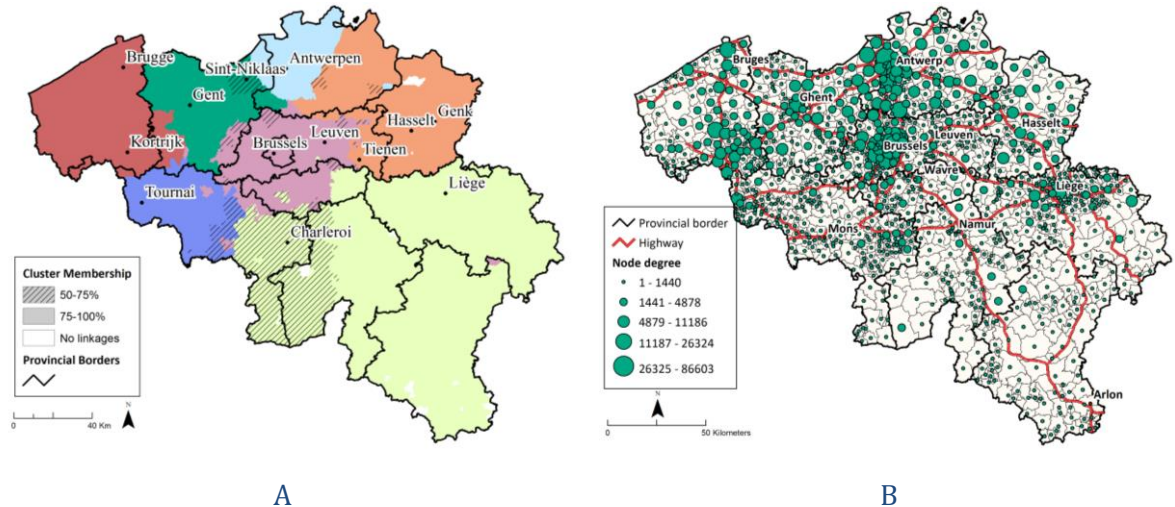 Brugge
Sint-Niklaas
Antwerpen
Gent
Genk
Hasselt
Leuven
Brussels
Kortrijk
Tienen
Tournai
Liège
Charleroi
Cluster Membership
50-75%
75-100%
No linkages
Provincial Borders
N
0 40 Km
Bruges
Antwerp
Ghent
Hasselt
Leuven
Brussels
Wavre
Liege
Mons
Namur
Arlon
Provincial border
Highway
Node degree
1 - 1440
1441 - 4878
4879 - 11186
11187 - 26324
26325 - 86603
N
0 50 Kilometers
A
B